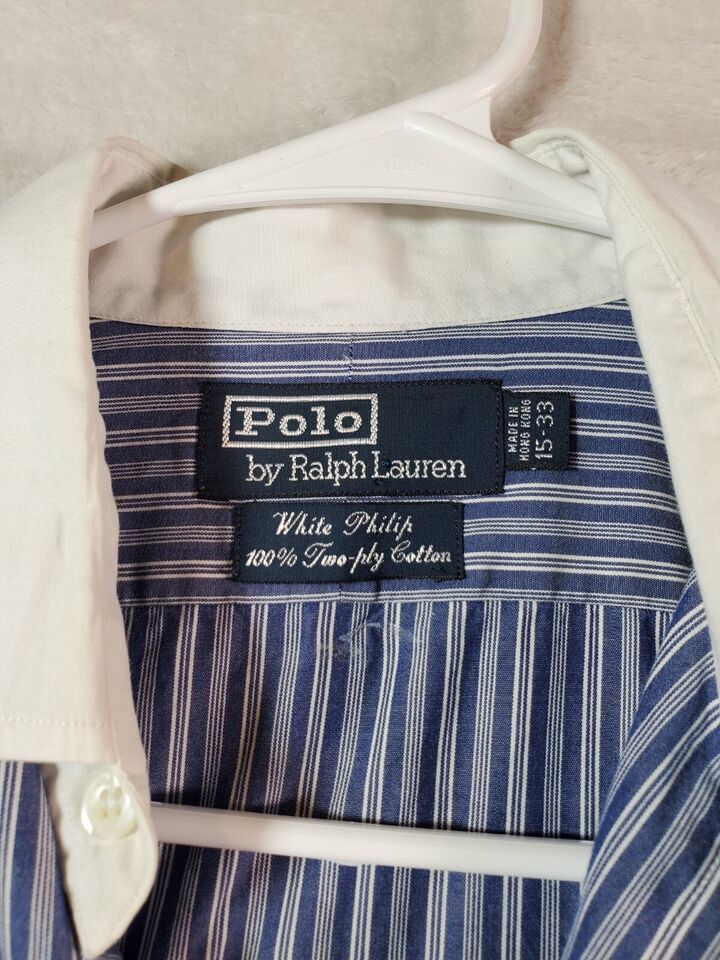 Polo
by Ralph Lauren
MADE IN
HONG KONG
15-33
White Philip
100% Two-ply Cotton